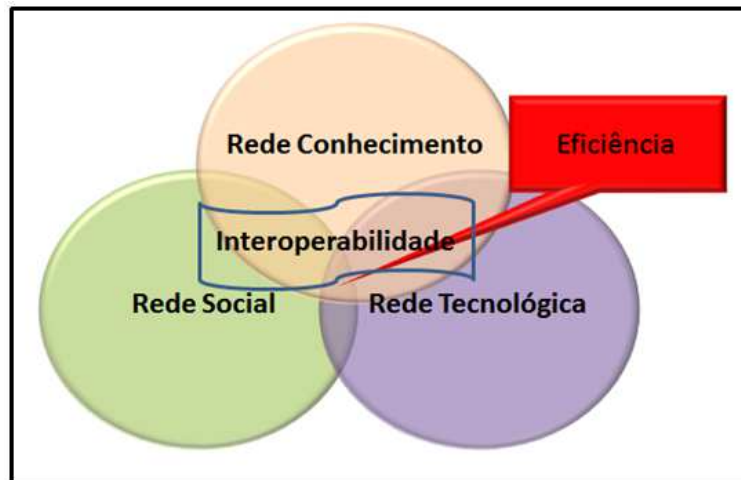 Rede Conhecimento
Eficiência
Interoperabilidade
Rede Social
Rede Tecnológica